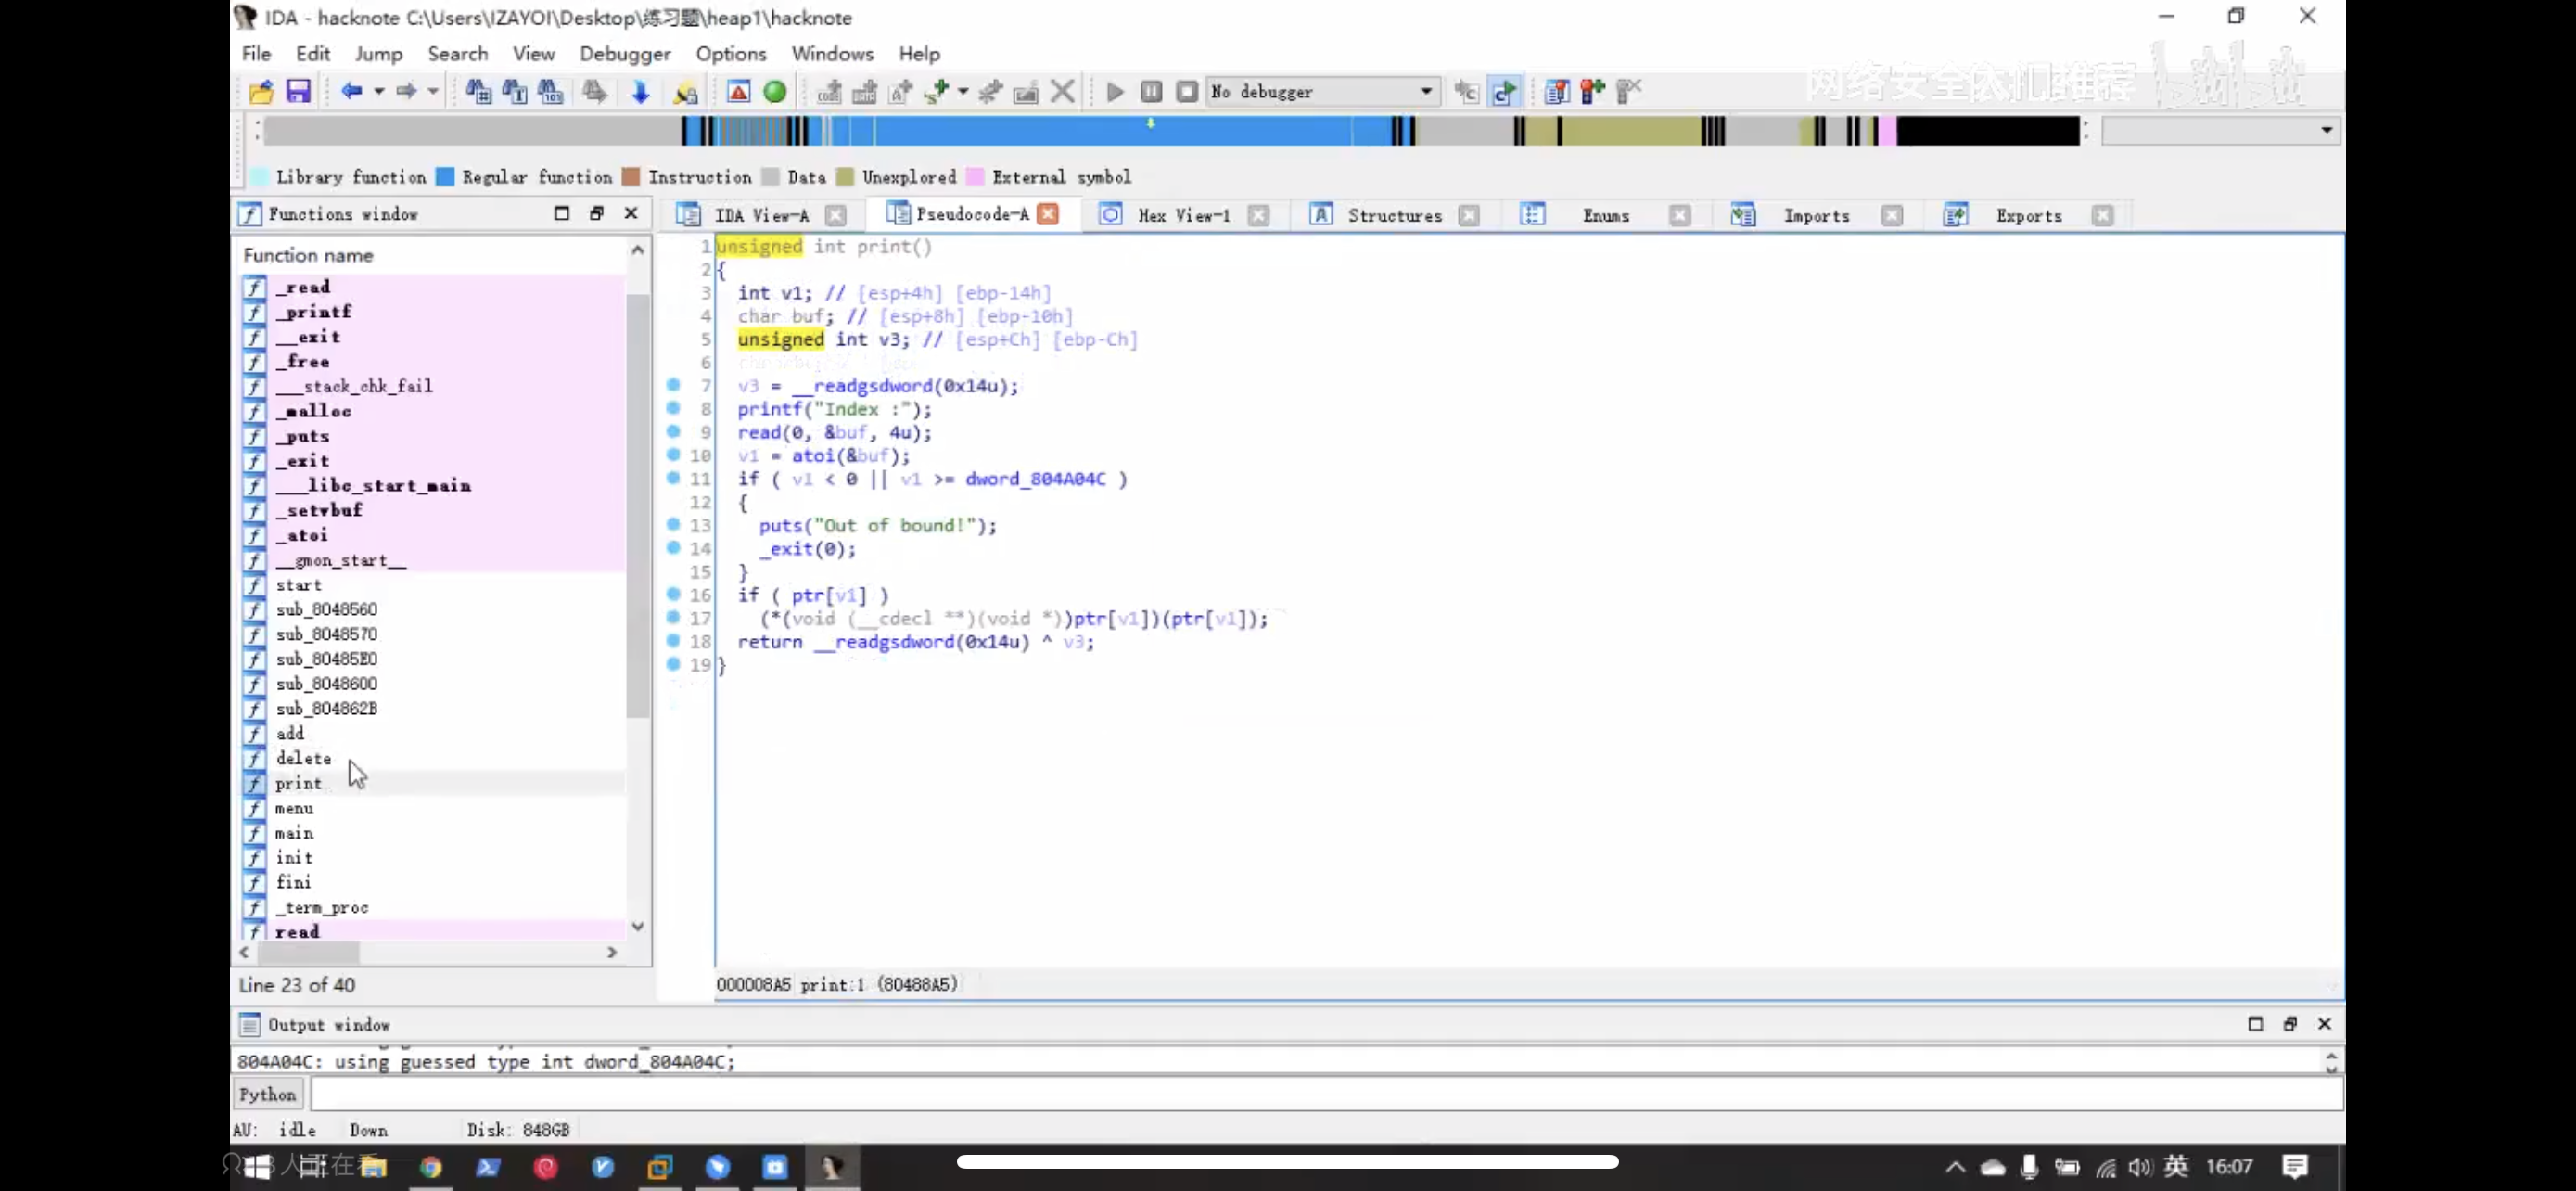 IDA - hacknote C:\Users\IZAYOI\Desktop\练习题\heap1\hacknote
File Edit Jump Search View Debugger Options Windows Help
No debugger
Library function Regular function Instruction Data Unexplored External symbol
Functions window
IDA View-A Pseudocode-A Hex View-1 Structures Enums Imports Exports
Function name
_read
_printf
__exit
_free
___stack_chk_fail
_malloc
_puts
_exit
___libc_start_main
_setvbuf
_atoi
__gmon_start__
start
sub_8048560
sub_8048570
sub_80485E0
sub_8048600
sub_804862B
add
delete
print
menu
main
init
fini
_term_proc
read
Line 23 of 40
1 unsigned int print()
2 {
3 int v1; // [esp+4h] [ebp-14h]
4 char buf; // [esp+8h] [ebp-10h]
5 unsigned int v3; // [esp+Ch] [ebp-Ch]
6
7 v3 = __readgsdword(0x14u);
8 printf("Index :");
9 read(0, &buf, 4u);
10 v1 = atoi(&buf);
11 if ( v1 < 0 || v1 >= dword_804A04C )
12 {
13 puts("Out of bound!");
14 _exit(0);
15 }
16 if ( ptr[v1] )
17 (*(void (__cdecl **)(void *))ptr[v1])(ptr[v1]);
18 return __readgsdword(0x14u) ^ v3;
19 }
000008A5 print:1 (80488A5)
Output window
804A04C: using guessed type int dword_804A04C;
Python
AU: idle Down Disk: 848GB
英 16:07